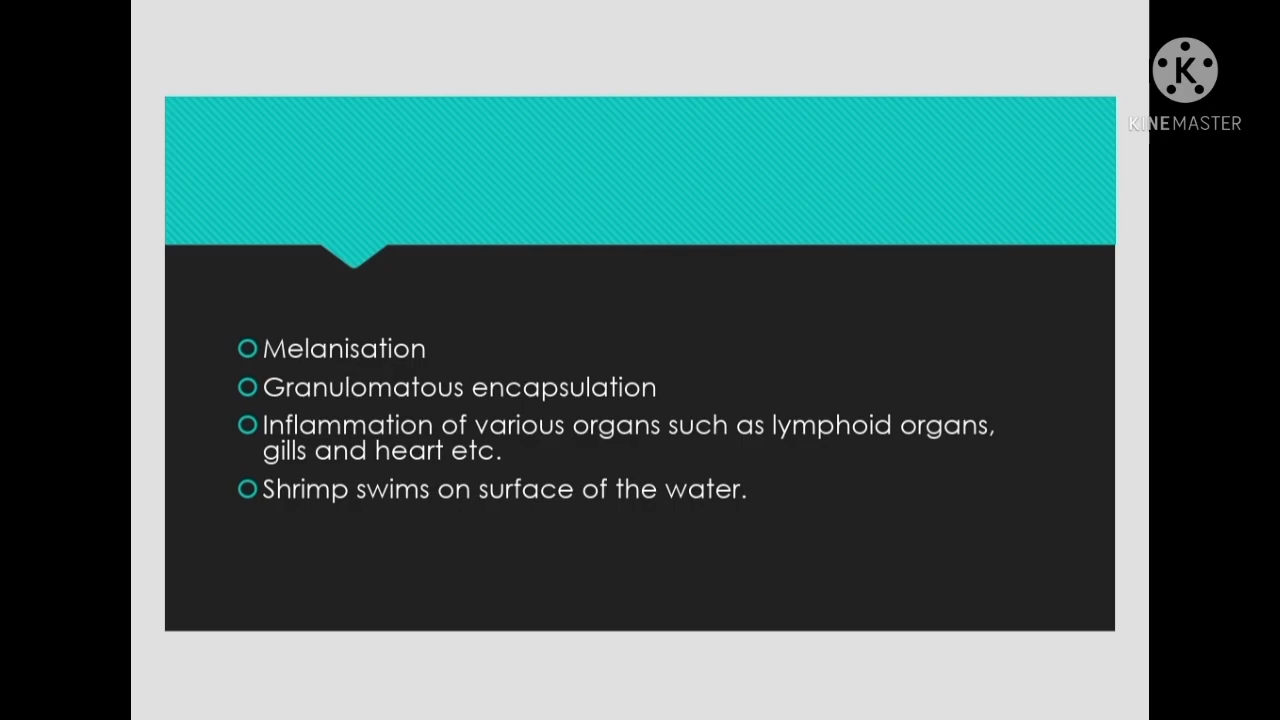 KINEMASTER
Melanisation
Granulomatous encapsulation
Inflammation of various organs such as lymphoid organs,
gills and heart etc.
Shrimp swims on surface of the water.